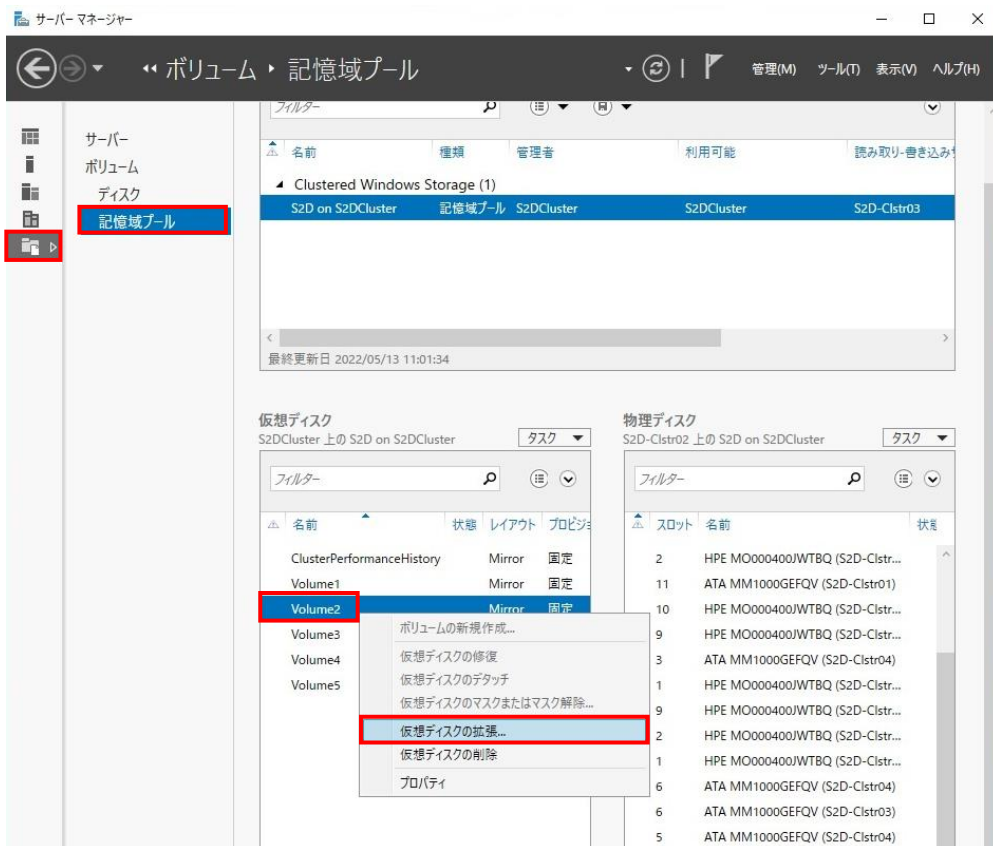 サーバー マネージャー
ボリューム ・ 記憶域プール
管理(M) ツール(T) 表示(V) ヘルプ(H)
フィルター
サーバー
ボリューム
ディスク
記憶域プール
名前 種類 管理者 利用可能 読み取り-書き込みサ
Clustered Windows Storage (1)
S2D on S2DCluster 記憶域プール S2DCluster S2DCluster S2D-Clstr03
最終更新日 2022/05/13 11:01:34
仮想ディスク
S2DCluster 上の S2D on S2DCluster タスク
フィルター
名前 状態 レイアウト プロビジョ
ClusterPerformanceHistory Mirror 固定
Volume1 Mirror 固定
Volume2 Mirror 固定
Volume3
Volume4
Volume5
ボリュームの新規作成...
仮想ディスクの修復
仮想ディスクのデタッチ
仮想ディスクのマスクまたはマスク解除...
仮想ディスクの拡張...
仮想ディスクの削除
プロパティ
物理ディスク
S2D-Clstr02 上の S2D on S2DCluster タスク
フィルター
スロット 名前 状態
2 HPE MO000400JWTBQ (S2D-Clstr...
11 ATA MM1000GEFQV (S2D-Clstr01)
10 HPE MO000400JWTBQ (S2D-Clstr...
9 HPE MO000400JWTBQ (S2D-Clstr...
3 ATA MM1000GEFQV (S2D-Clstr04)
1 HPE MO000400JWTBQ (S2D-Clstr...
9 HPE MO000400JWTBQ (S2D-Clstr...
2 HPE MO000400JWTBQ (S2D-Clstr...
1 HPE MO000400JWTBQ (S2D-Clstr...
6 ATA MM1000GEFQV (S2D-Clstr04)
6 ATA MM1000GEFQV (S2D-Clstr03)
5 ATA MM1000GEFQV (S2D-Clstr04)